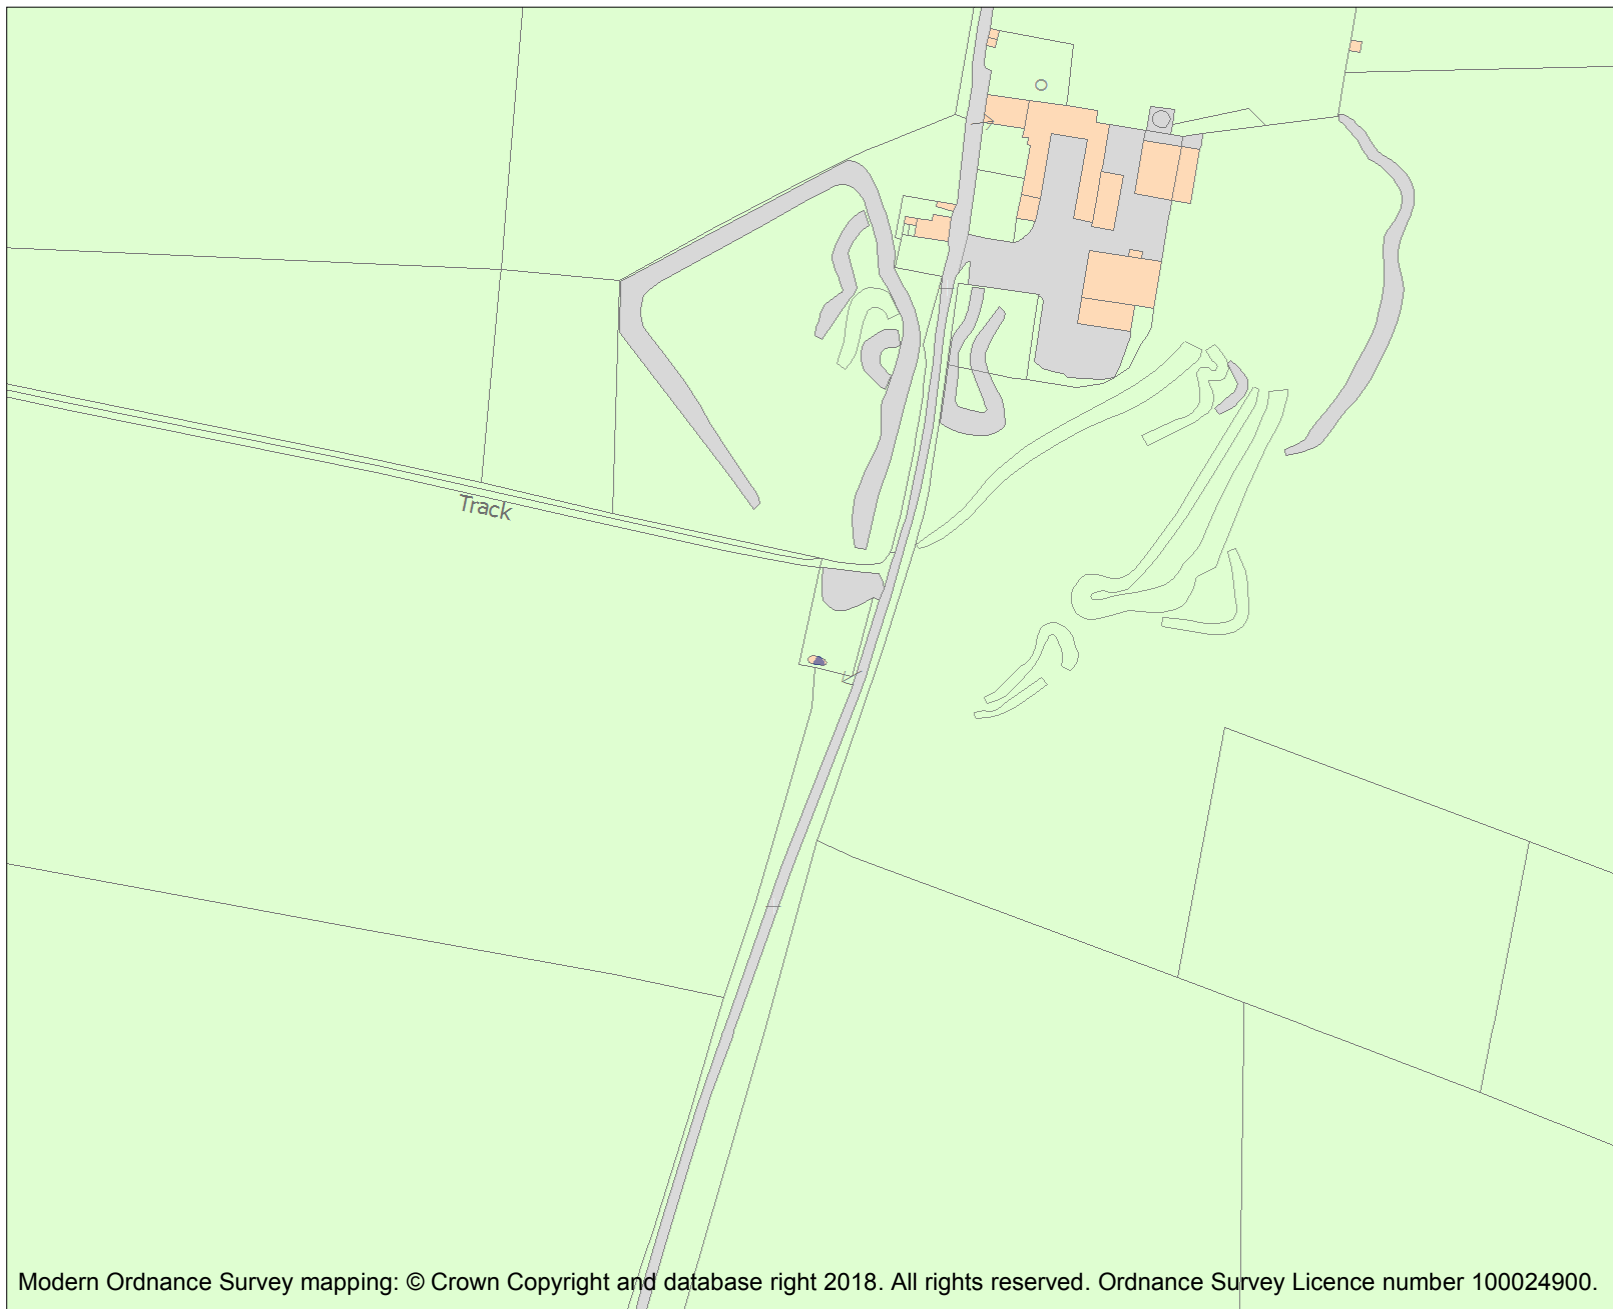 Track
Modern Ordnance Survey mapping: © Crown Copyright and database right 2018. All rights reserved. Ordnance Survey Licence number 100024900.